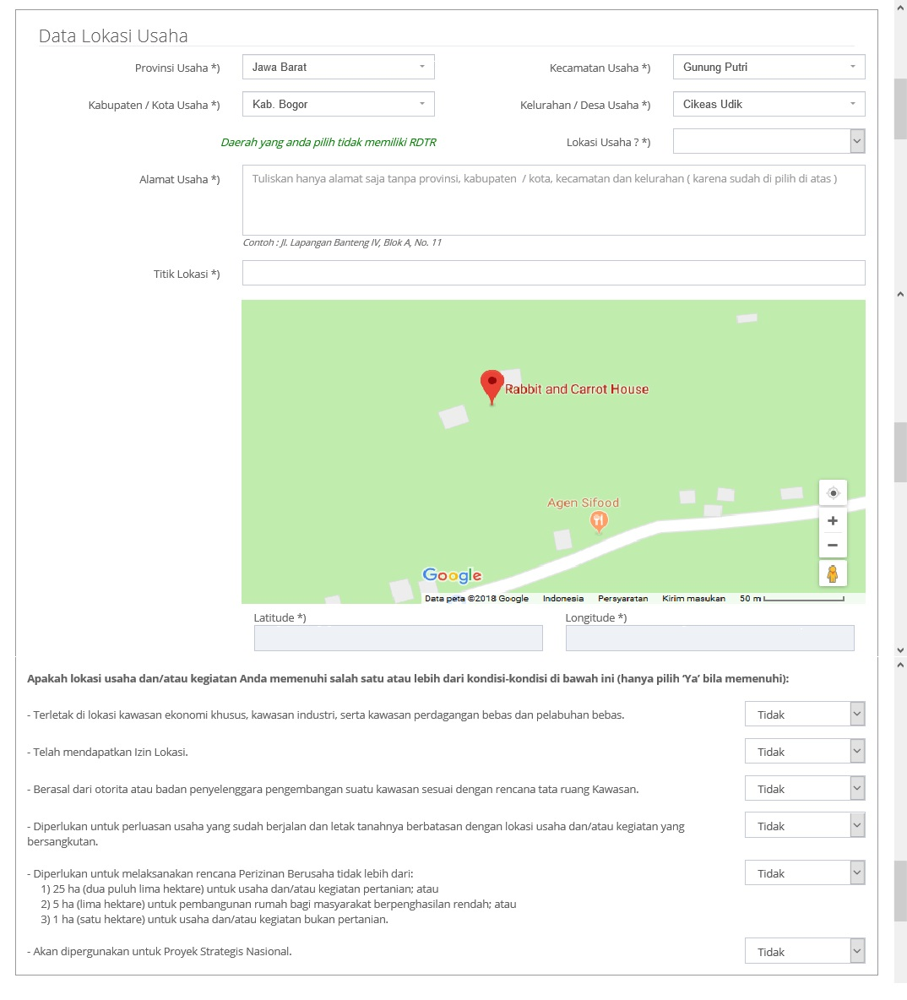 Data Lokasi Usaha
Provinsi Usaha *) Jawa Barat Kecamatan Usaha *) Gunung Putri
Kabupaten / Kota Usaha *) Kab. Bogor Kelurahan / Desa Usaha *) Cikeas Udik
Daerah yang anda pilih tidak memiliki RDTR Lokasi Usaha ? *)
Alamat Usaha *) Tuliskan hanya alamat saja tanpa provinsi, kabupaten / kota, kecamatan dan kelurahan ( karena sudah di pilih di atas )
Contoh : Jl. Lapangan Banteng IV, Blok A, No. 11
Titik Lokasi *)
Rabbit and Carrot House
Agen Sifood
Google
Data peta ©2018 Google Indonesia Persyaratan Kirim masukan 50 m
Latitude *) Longitude *)
Apakah lokasi usaha dan/atau kegiatan Anda memenuhi salah satu atau lebih dari kondisi-kondisi di bawah ini (hanya pilih ‘Ya’ bila memenuhi):
- Terletak di lokasi kawasan ekonomi khusus, kawasan industri, serta kawasan perdagangan bebas dan pelabuhan bebas. Tidak
- Telah mendapatkan Izin Lokasi. Tidak
- Berasal dari otorita atau badan penyelenggara pengembangan suatu kawasan sesuai dengan rencana tata ruang Kawasan. Tidak
- Diperlukan untuk perluasan usaha yang sudah berjalan dan letak tanahnya berbatasan dengan lokasi usaha dan/atau kegiatan yang Tidak
bersangkutan.
- Diperlukan untuk melaksanakan rencana Perizinan Berusaha tidak lebih dari: Tidak
1) 25 ha (dua puluh lima hektare) untuk usaha dan/atau kegiatan pertanian; atau
2) 5 ha (lima hektare) untuk pembangunan rumah bagi masyarakat berpenghasilan rendah; atau
3) 1 ha (satu hektare) untuk usaha dan/atau kegiatan bukan pertanian.
- Akan dipergunakan untuk Proyek Strategis Nasional. Tidak